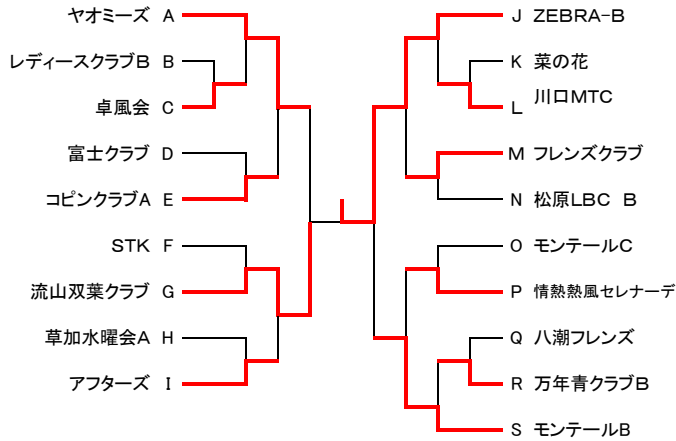 ヤオミーズ A
レディースクラブB B
卓風会 C
富士クラブ D
コピンクラブA E
STK F
流山双葉クラブ G
草加水曜会A H
アフターズ I
J ZEBRA-B
K 菜の花
L 川口MTC
M フレンズクラブ
N 松原LBC B
O モンテールC
P 情熱熱風セレナーデ
Q 八潮フレンズ
R 万年青クラブB
S モンテールB